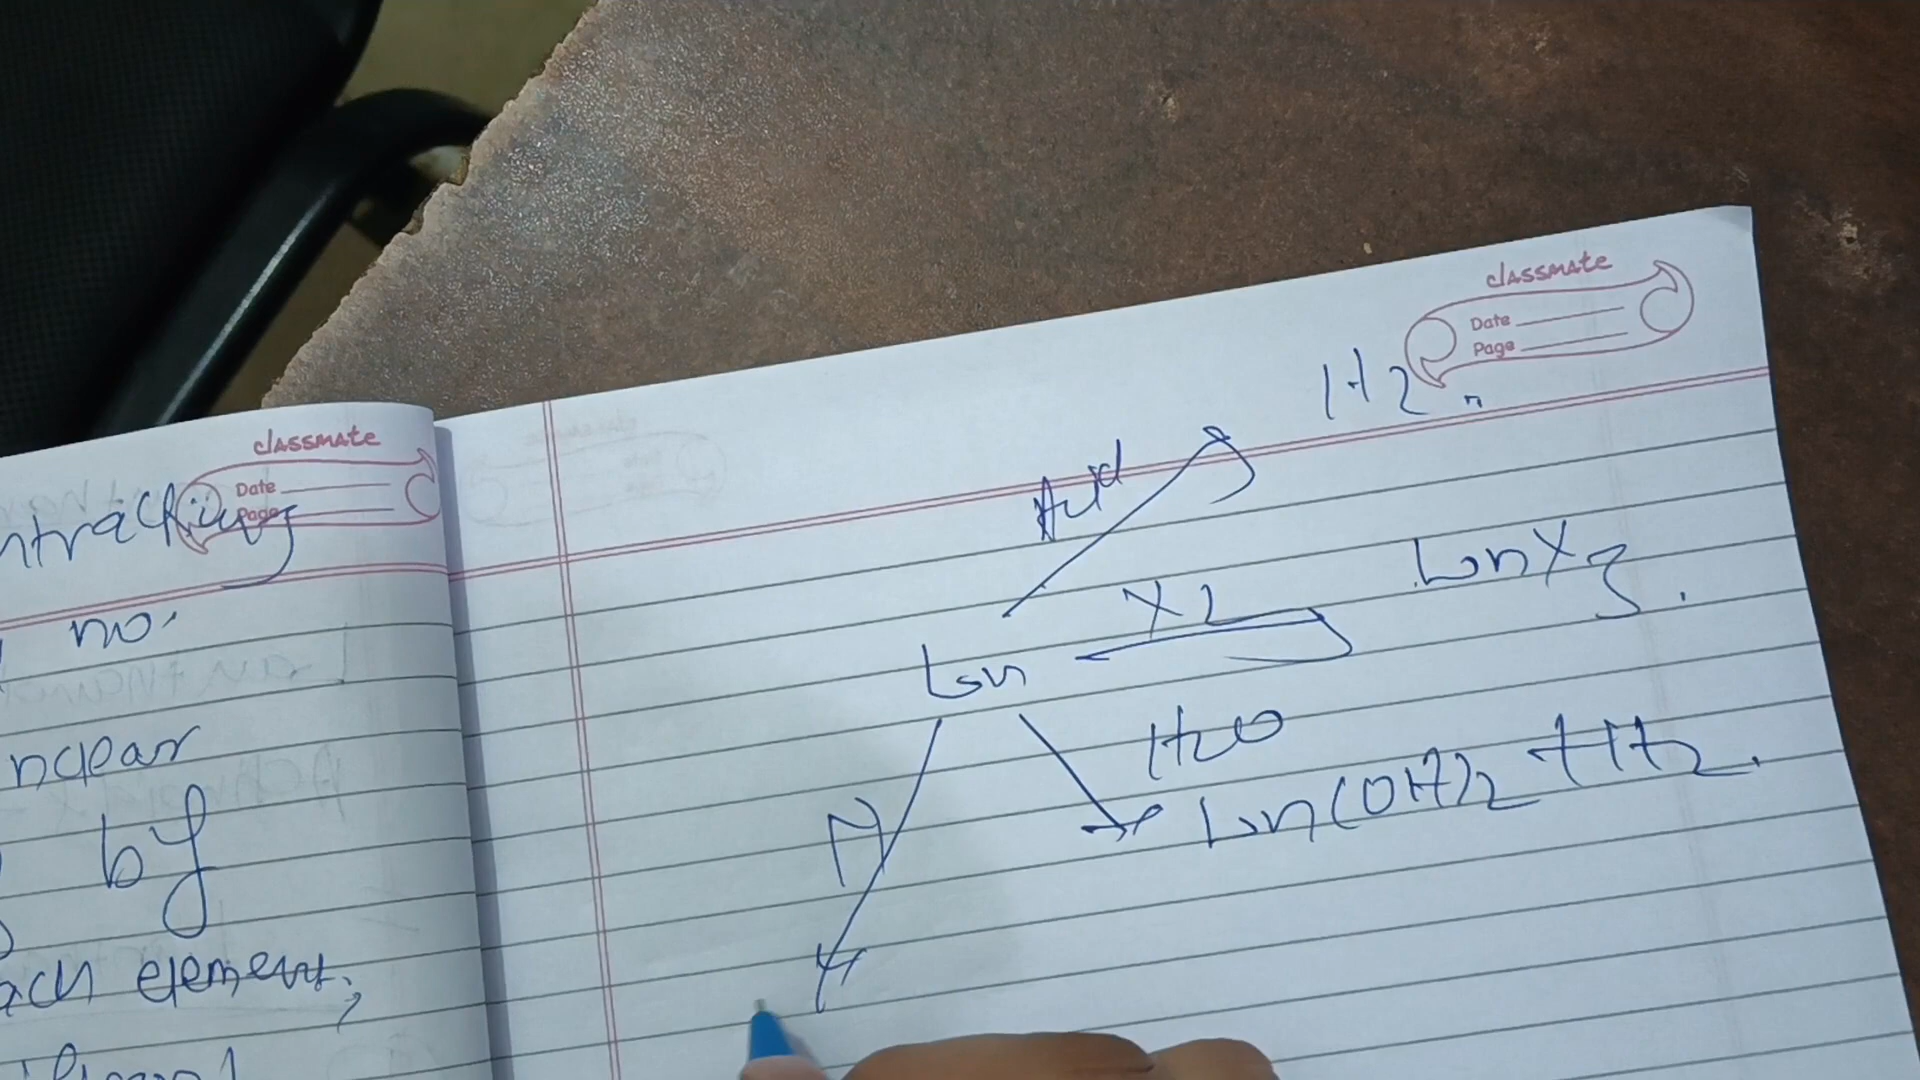 classmate
Date
Page
ntracting
no.
nclear
by
ach element,
classmate
Date
Page
H2.
Acid
LnX3.
X2
Ln
H2O
Ln(OH)2 + H2.
N